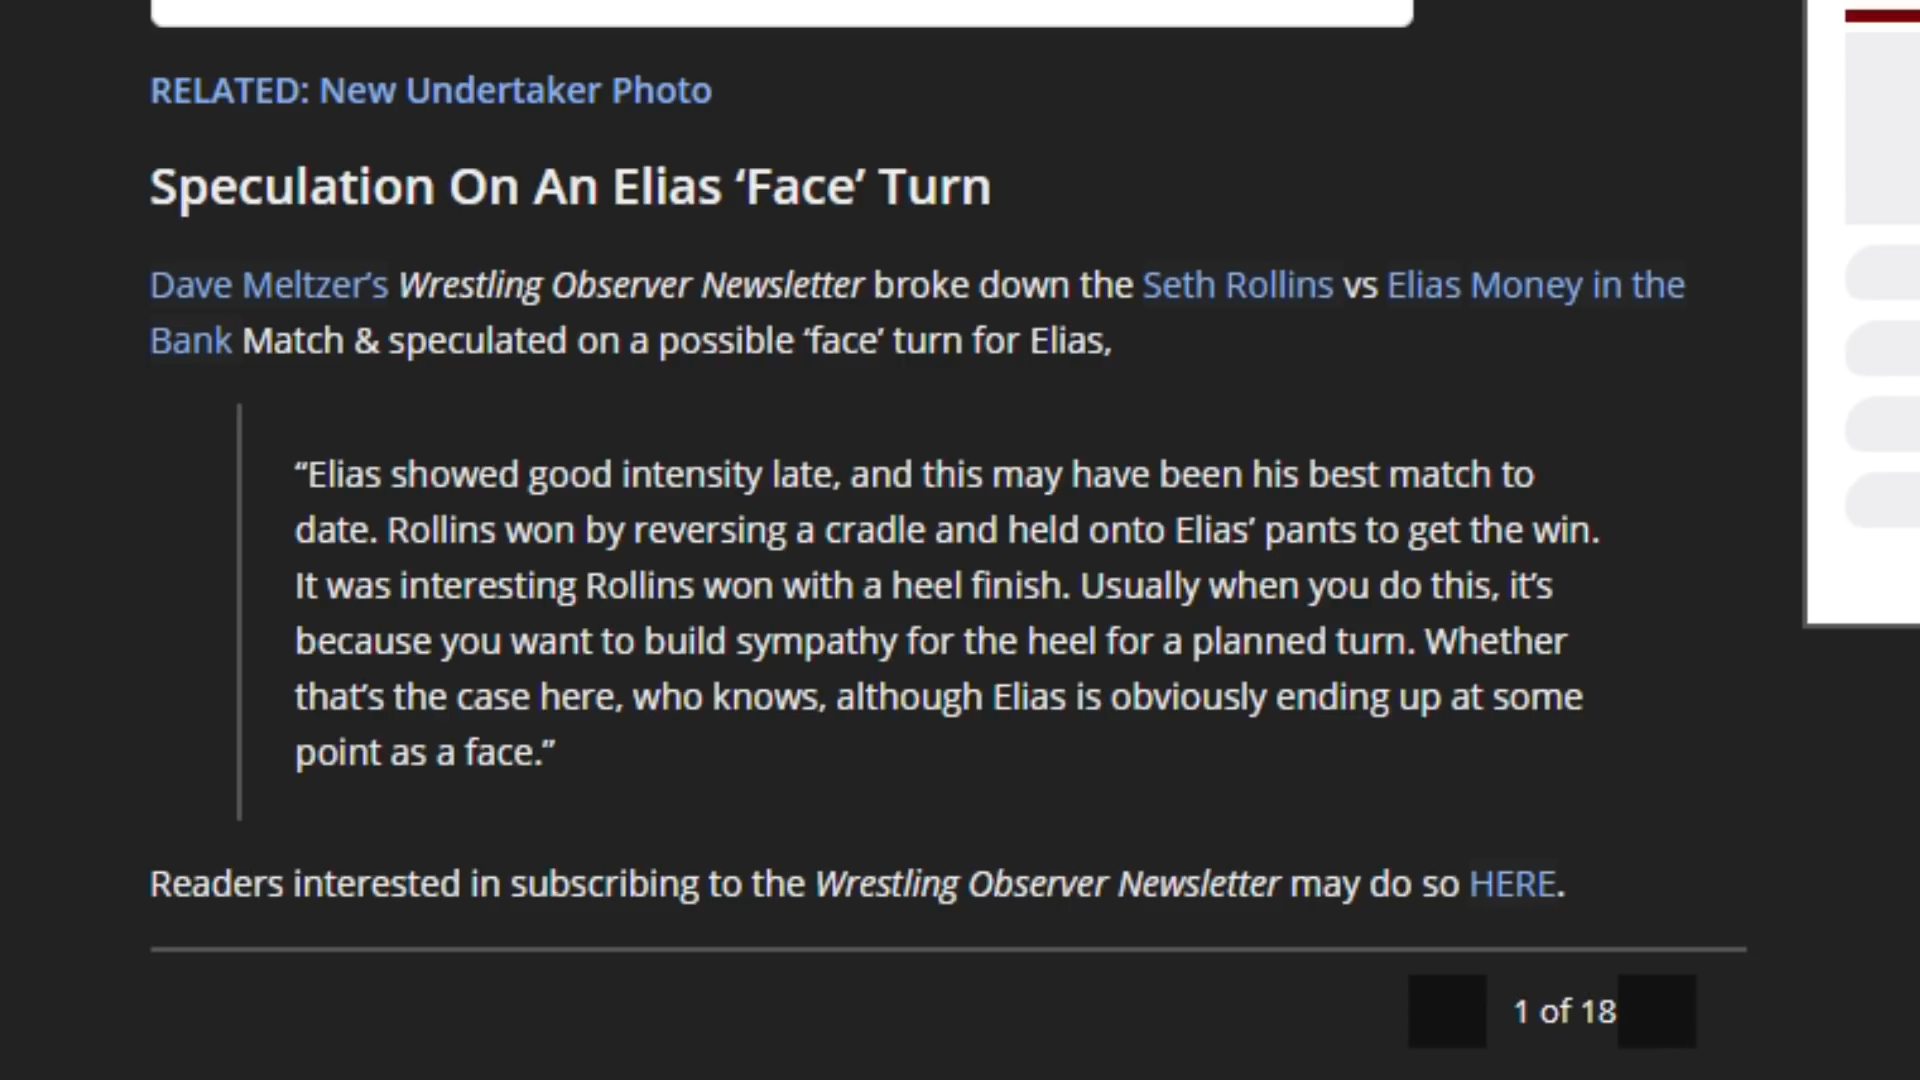 RELATED: New Undertaker Photo
Speculation On An Elias ‘Face’ Turn
Dave Meltzer’s Wrestling Observer Newsletter broke down the Seth Rollins vs Elias Money in the
Bank Match & speculated on a possible ‘face’ turn for Elias,
“Elias showed good intensity late, and this may have been his best match to
date. Rollins won by reversing a cradle and held onto Elias’ pants to get the win.
It was interesting Rollins won with a heel finish. Usually when you do this, it’s
because you want to build sympathy for the heel for a planned turn. Whether
that’s the case here, who knows, although Elias is obviously ending up at some
point as a face.”
Readers interested in subscribing to the Wrestling Observer Newsletter may do so HERE.
1 of 18